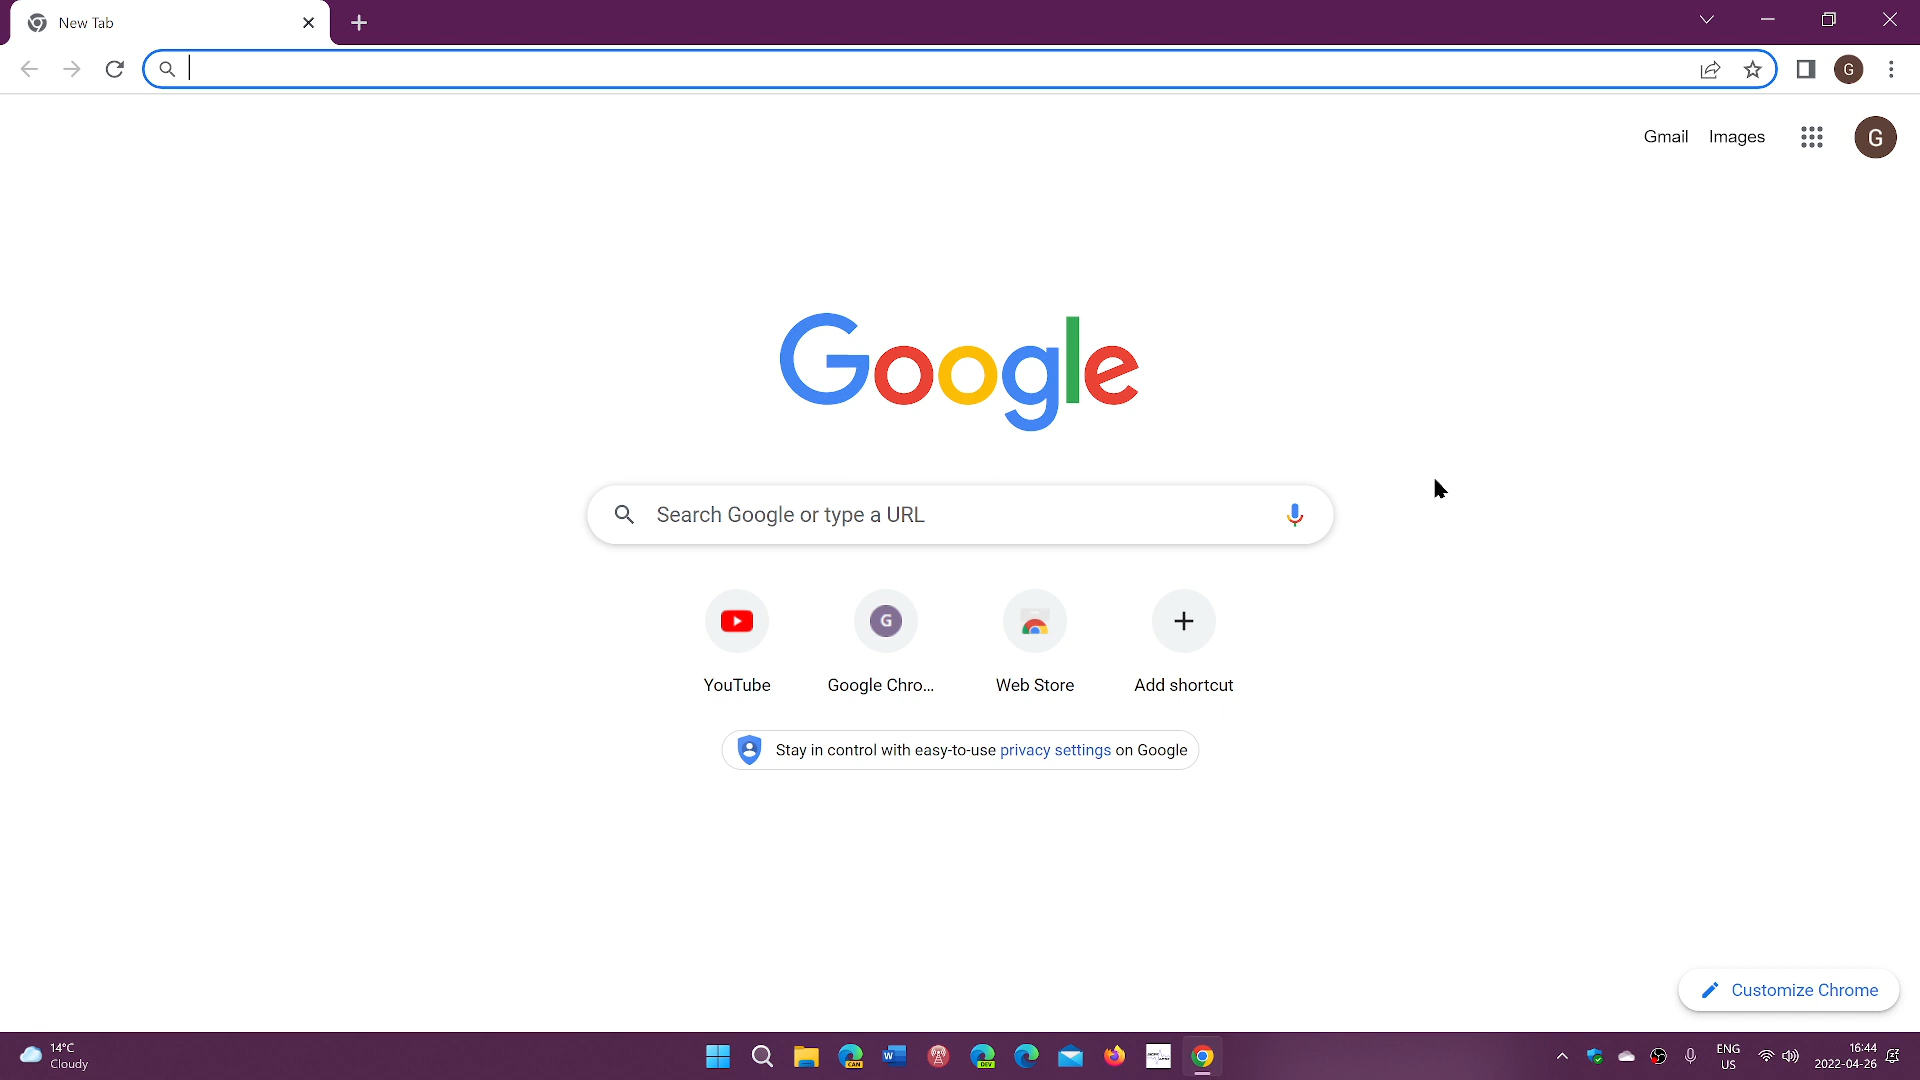 New Tab
G
Gmail Images G
Google
Search Google or type a URL
G
YouTube Google Chro... Web Store Add shortcut
Stay in control with easy-to-use privacy settings on Google
Customize Chrome
14°C
Cloudy
CAN
W
DEV
ENG
US
16:44
2022-04-26